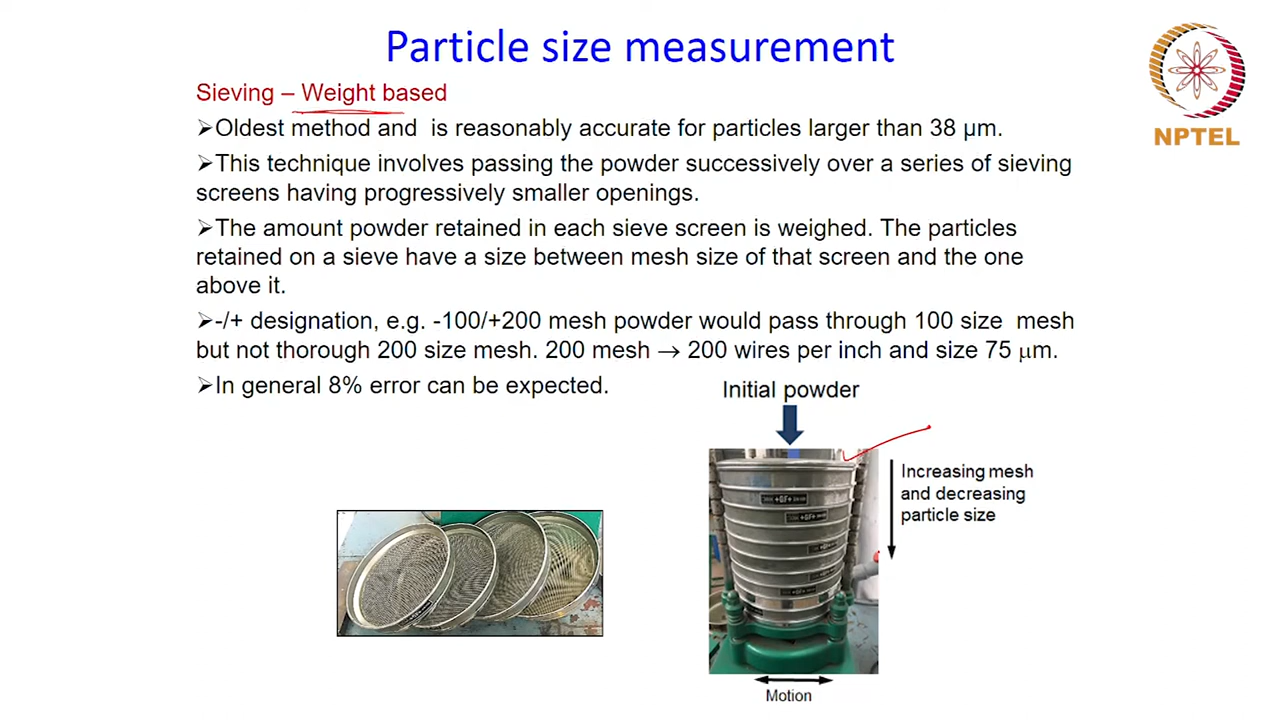 Particle size measurement
NPTEL
Sieving – Weight based
➢Oldest method and is reasonably accurate for particles larger than 38 μm.
➢This technique involves passing the powder successively over a series of sieving
screens having progressively smaller openings.
➢The amount powder retained in each sieve screen is weighed. The particles
retained on a sieve have a size between mesh size of that screen and the one
above it.
➢-/+ designation, e.g. -100/+200 mesh powder would pass through 100 size mesh
but not thorough 200 size mesh. 200 mesh → 200 wires per inch and size 75 μm.
➢In general 8% error can be expected.
Initial powder
Increasing mesh
and decreasing
particle size
Motion